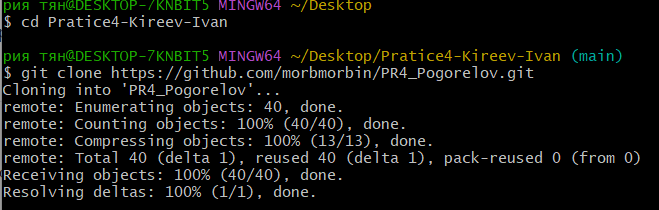 рия тян@DESKTOP-7KNBIT5 MINGW64 ~/Desktop
$ cd Pratice4-Kireev-Ivan
рия тян@DESKTOP-7KNBIT5 MINGW64 ~/Desktop/Pratice4-Kireev-Ivan (main)
$ git clone https://github.com/morbmorbin/PR4_Pogorelov.git
Cloning into 'PR4_Pogorelov'...
remote: Enumerating objects: 40, done.
remote: Counting objects: 100% (40/40), done.
remote: Compressing objects: 100% (13/13), done.
remote: Total 40 (delta 1), reused 40 (delta 1), pack-reused 0 (from 0)
Receiving objects: 100% (40/40), done.
Resolving deltas: 100% (1/1), done.